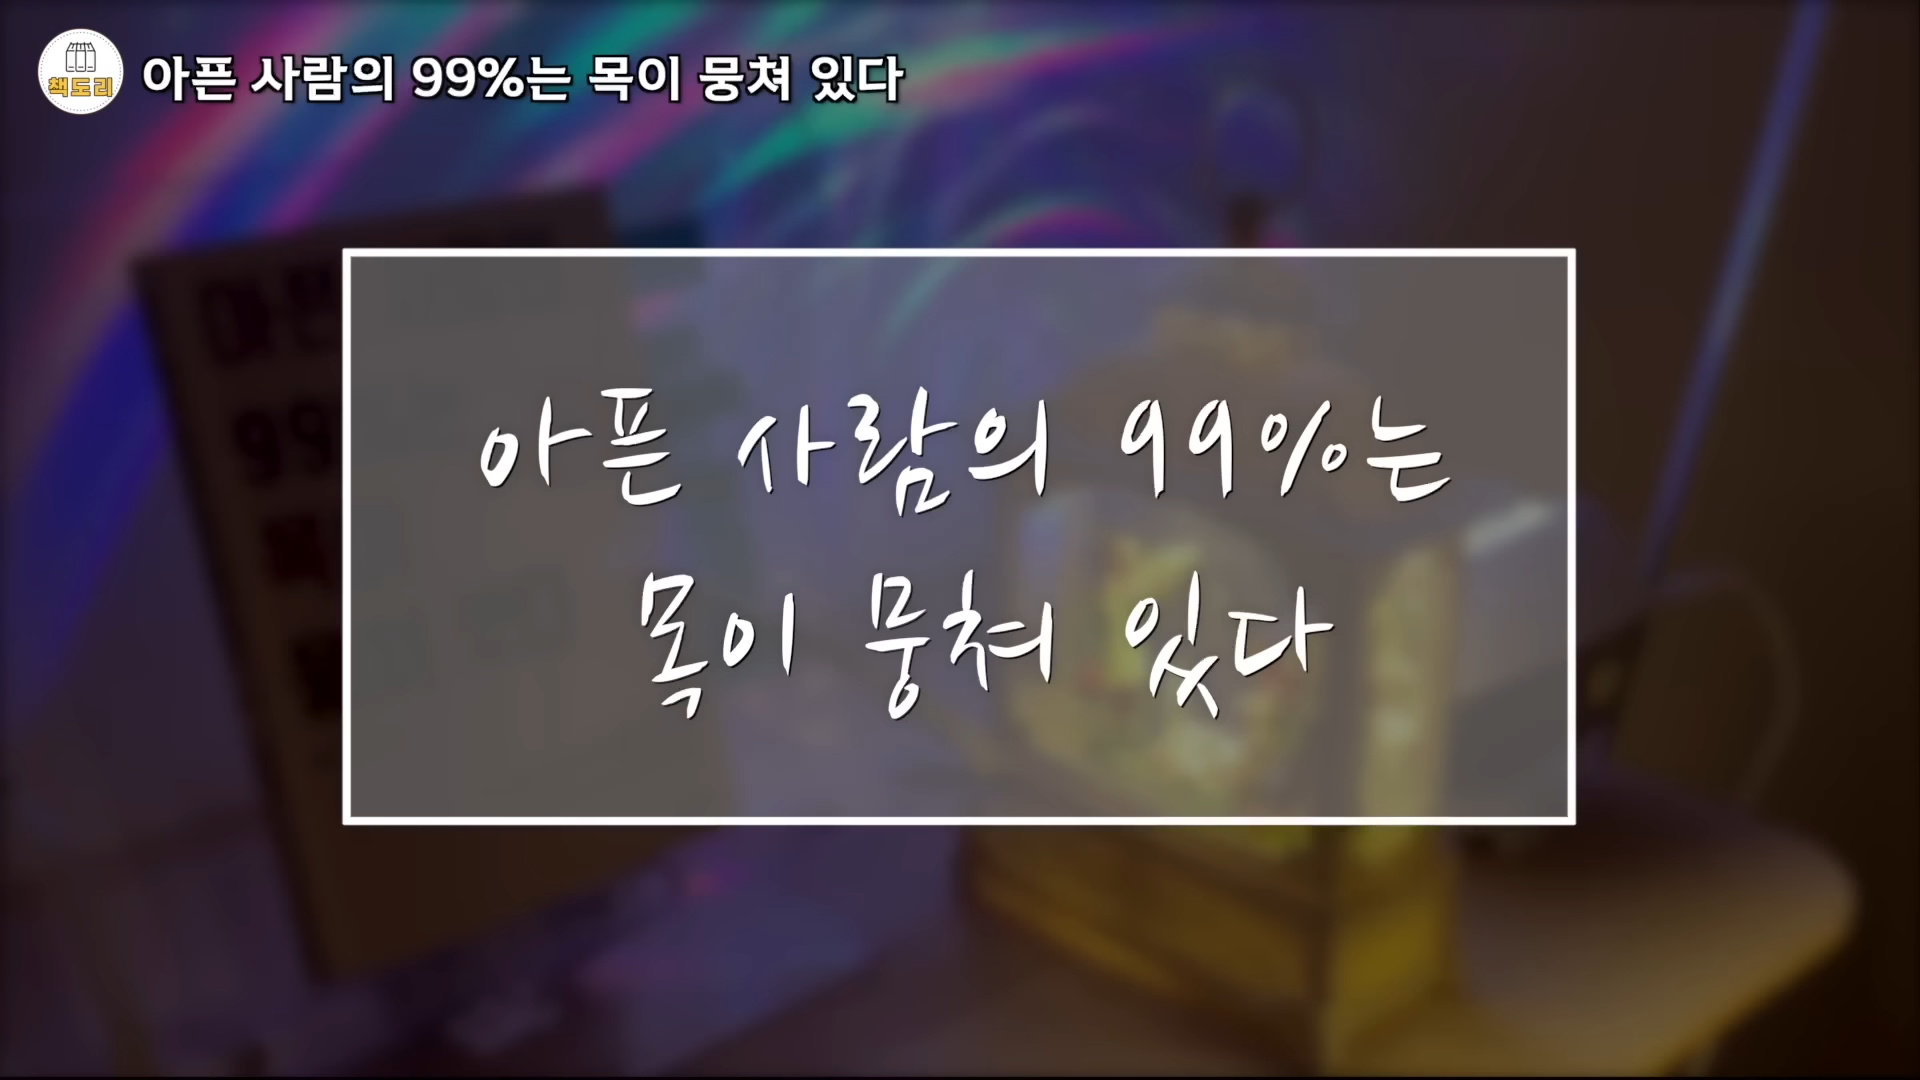 책도리
아픈 사람의 99%는 목이 뭉쳐 있다
아픈 사람의 99%는
목이 뭉쳐 있다